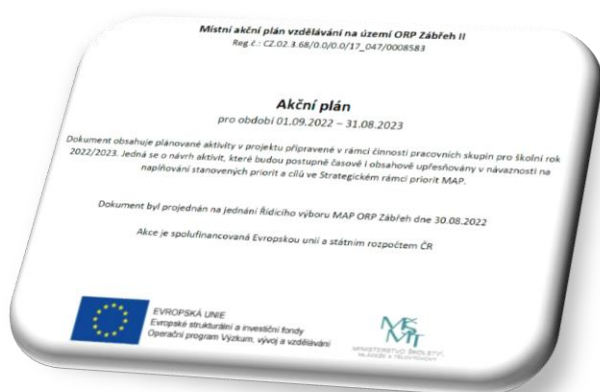 Místní akční plán vzdělávání na území ORP Zábřeh II
Reg.č.: CZ.02.3.68/0.0/0.0/17_047/0008583
Akční plán
pro období 01.09.2022 – 31.08.2023
Dokument obsahuje plánované aktivity v projektu připravené v rámci činnosti pracovních skupin pro školní rok
2022/2023. Jedná se o návrh aktivit, které budou postupně časově i obsahově upřesňovány v návaznosti na
naplňování stanovených priorit a cílů ve Strategickém rámci priorit MAP.
Dokument byl projednán na jednání Řídicího výboru MAP ORP Zábřeh dne 30.08.2022
Akce je spolufinancovaná Evropskou unií a státním rozpočtem ČR
EVROPSKÁ UNIE
Evropské strukturální a investiční fondy
Operační program Výzkum, vývoj a vzdělávání
MŠMT
MINISTERSTVO ŠKOLSTVÍ,
MLÁDEŽE A TĚLOVÝCHOVY